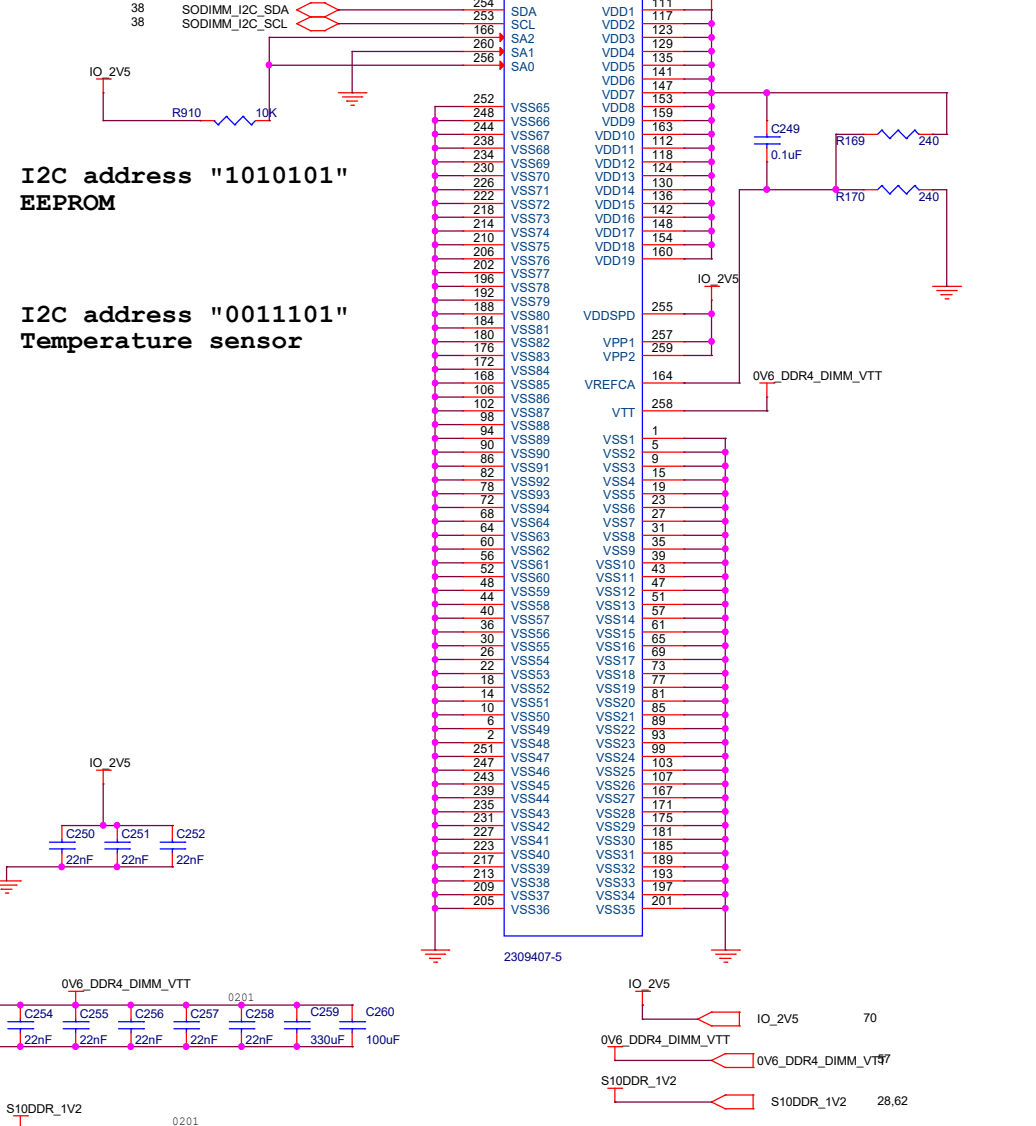 38 SODIMM_I2C_SDA
38 SODIMM_I2C_SCL
254 SDA
253 SCL
166 SA2
260 SA1
256 SA0
IO_2V5
R910 10K
I2C address "1010101"
EEPROM
I2C address "0011101"
Temperature sensor
252 VSS65
248 VSS66
244 VSS67
238 VSS68
234 VSS69
230 VSS70
226 VSS71
222 VSS72
218 VSS73
214 VSS74
210 VSS75
206 VSS76
202 VSS77
196 VSS78
192 VSS79
188 VSS80
184 VSS81
180 VSS82
176 VSS83
172 VSS84
168 VSS85
106 VSS86
102 VSS87
98 VSS88
94 VSS89
90 VSS90
86 VSS91
82 VSS92
78 VSS93
72 VSS94
68 VSS64
64 VSS63
60 VSS62
56 VSS61
52 VSS60
48 VSS59
44 VSS58
40 VSS57
36 VSS56
30 VSS55
26 VSS54
22 VSS53
18 VSS52
14 VSS51
10 VSS50
6 VSS49
2 VSS48
251 VSS47
247 VSS46
243 VSS45
239 VSS44
235 VSS43
231 VSS42
227 VSS41
223 VSS40
217 VSS39
213 VSS38
209 VSS37
205 VSS36
VDD1 111
VDD2 117
VDD3 123
VDD4 129
VDD5 135
VDD6 141
VDD7 147
VDD8 153
VDD9 159
VDD10 163
VDD11 112
VDD12 118
VDD13 124
VDD14 130
VDD15 136
VDD16 142
VDD17 148
VDD18 154
VDD19 160
IO_2V5
VDDSPD 255
VPP1 257
VPP2 259
VREFCA 164
VTT 258
0V6_DDR4_DIMM_VTT
C249
0.1uF
R169 240
R170 240
VSS1 1
VSS2 5
VSS3 9
VSS4 15
VSS5 19
VSS6 23
VSS7 27
VSS8 31
VSS9 35
VSS10 39
VSS11 43
VSS12 47
VSS13 51
VSS14 57
VSS15 61
VSS16 65
VSS17 69
VSS18 73
VSS19 77
VSS20 81
VSS21 85
VSS22 89
VSS23 93
VSS24 99
VSS25 103
VSS26 107
VSS27 167
VSS28 171
VSS29 175
VSS30 181
VSS31 185
VSS32 189
VSS33 193
VSS34 197
VSS35 201
2309407-5
IO_2V5
C250 C251 C252
22nF 22nF 22nF
0V6_DDR4_DIMM_VTT
0201
C254 C255 C256 C257 C258 C259 C260
22nF 22nF 22nF 22nF 22nF 330uF 100uF
S10DDR_1V2
0201
IO_2V5
IO_2V5 70
0V6_DDR4_DIMM_VTT
0V6_DDR4_DIMM_VTT 57
S10DDR_1V2
S10DDR_1V2 28,62